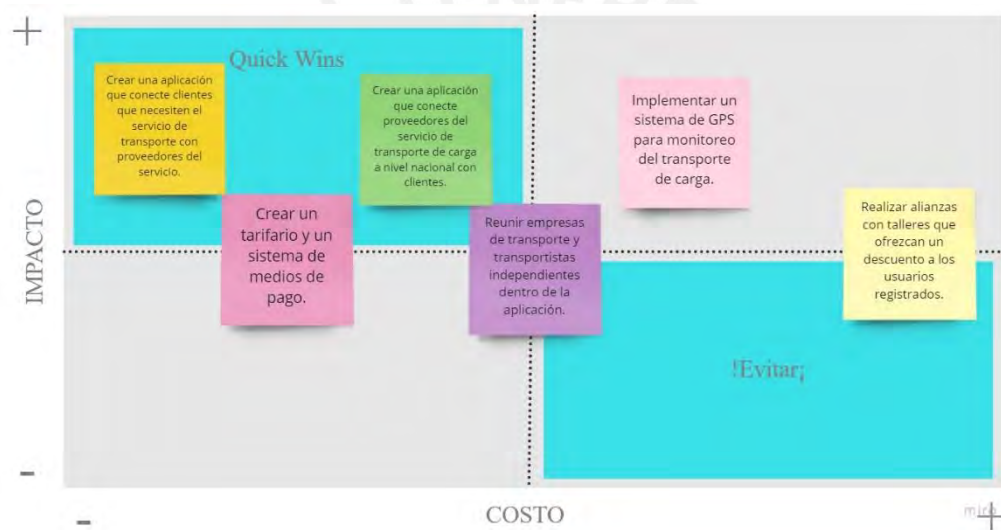 +
Quick Wins
Crear una aplicación
que conecte clientes
que necesiten el
servicio de
transporte con
proveedores del
servicio.
Crear una aplicación
que conecte
proveedores del
servicio de
transporte de carga
a nivel nacional con
clientes.
Implementar un
sistema de GPS
para monitoreo
del transporte
de carga.
Crear un
tarifario y un
sistema de
medios de
pago.
Reunir empresas
de transporte y
transportistas
independientes
dentro de la
aplicación.
Realizar alianzas
con talleres que
ofrezcan un
descuento a los
usuarios
registrados.
IMPACTO
!Evitar¡
-
-
COSTO
miro
+